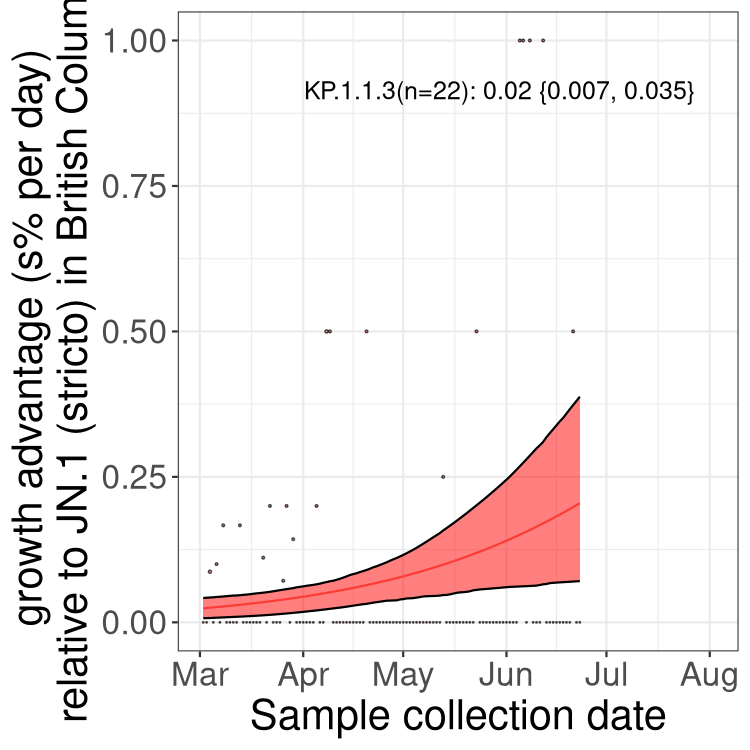 growth advantage (s% per day)
relative to JN.1 (stricto) in British Colum
1.00
0.75
0.50
0.25
0.00
KP.1.1.3(n=22): 0.02 {0.007, 0.035}
Mar Apr May Jun Jul Aug
Sample collection date